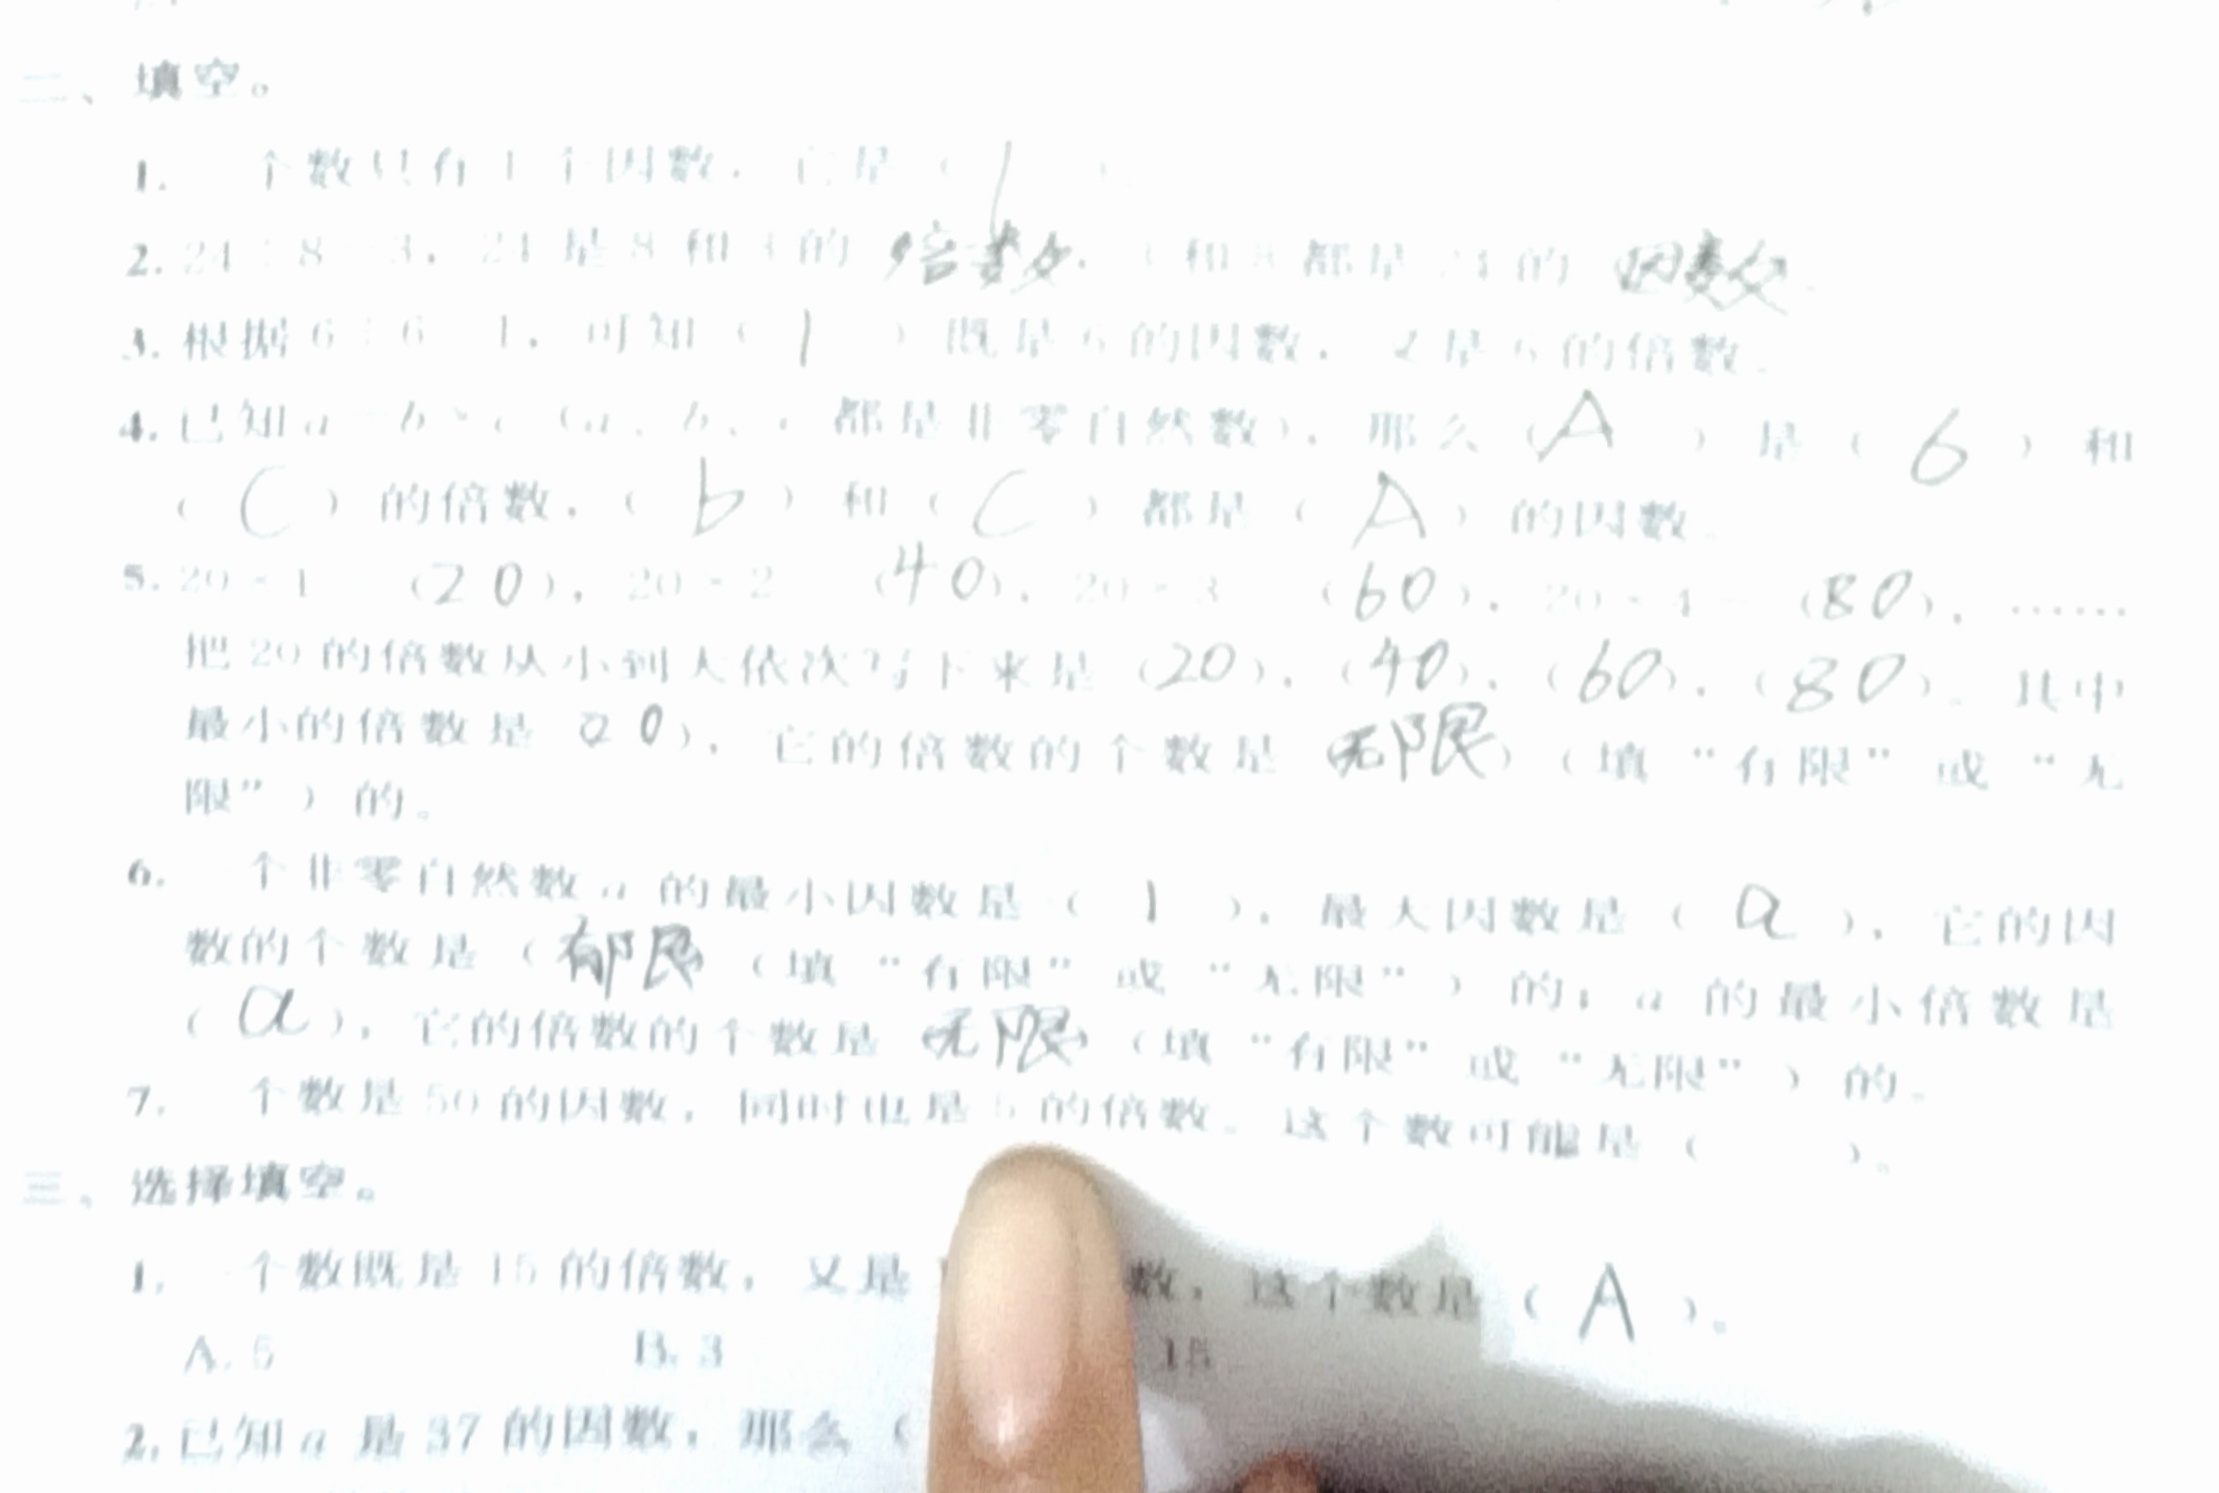 二、填空。
1. 一个数只有1个因数，它是（ 1 ）。
2. 24÷8=3，24是8和3的 倍数，3和8都是24的 因数。
3. 根据6÷6=1，可知（ 1 ）既是6的因数，又是6的倍数。
4. 已知a=b×c（a、b、c都是非零自然数），那么（ A ）是（ b ）和
（ C ）的倍数，（ b ）和（ C ）都是（ A ）的因数。
5. 20×1=（20），20×2=（40），20×3=（60），20×4=（80），……
把20的倍数从小到大依次写下来是（20），（40），（60），（80）。其中
最小的倍数是 20），它的倍数的个数是 无限）（填“有限”或“无
限”）的。
6. 一个非零自然数a的最小因数是（ 1 ），最大因数是（ a ），它的因
数的个数是（有限（填“有限”或“无限”）的；a的最小倍数是
（ a ），它的倍数的个数是 无限（填“有限”或“无限”）的。
7. 一个数是50的因数，同时也是5的倍数。这个数可能是（ ）。
三、选择填空。
1. 一个数既是15的倍数，又是 数，这个数是（ A ）。
A. 5 B. 3 15
2. 已知a是37的因数，那么（